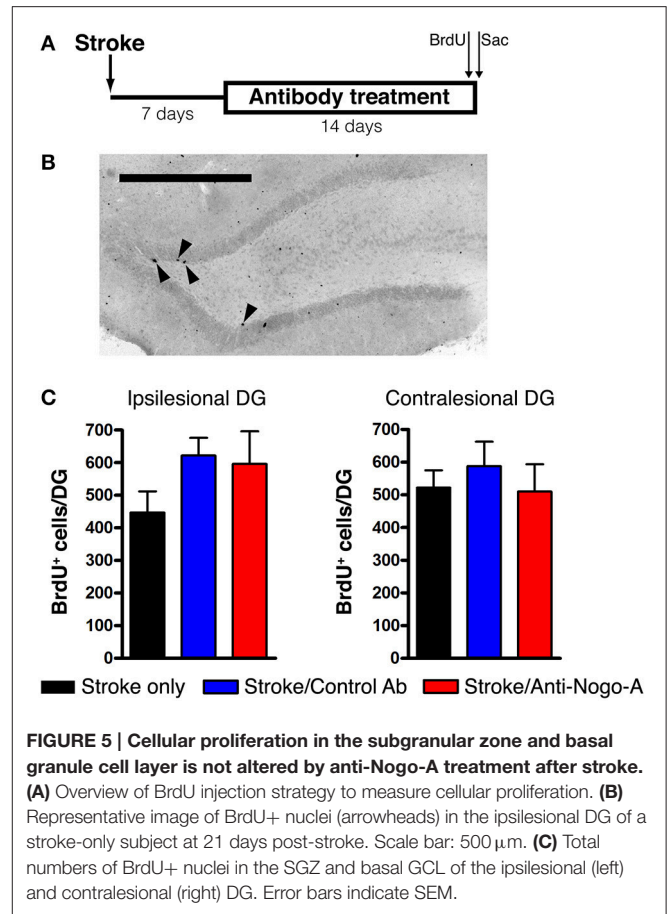 A Stroke BrdU Sac
Antibody treatment
7 days 14 days
B
C Ipsilesional DG Contralesional DG
BrdU⁺ cells/DG
700
600
500
400
300
200
100
0
BrdU⁺ cells/DG
700
600
500
400
300
200
100
0
Stroke only Stroke/Control Ab Stroke/Anti-Nogo-A
FIGURE 5 | Cellular proliferation in the subgranular zone and basal
granule cell layer is not altered by anti-Nogo-A treatment after stroke.
(A) Overview of BrdU injection strategy to measure cellular proliferation. (B)
Representative image of BrdU+ nuclei (arrowheads) in the ipsilesional DG of
a stroke-only subject at 21 days post-stroke. Scale bar: 500 μm. (C) Total
numbers of BrdU+ nuclei in the SGZ and basal GCL of the ipsilesional (left)
and contralesional (right) DG. Error bars indicate SEM.